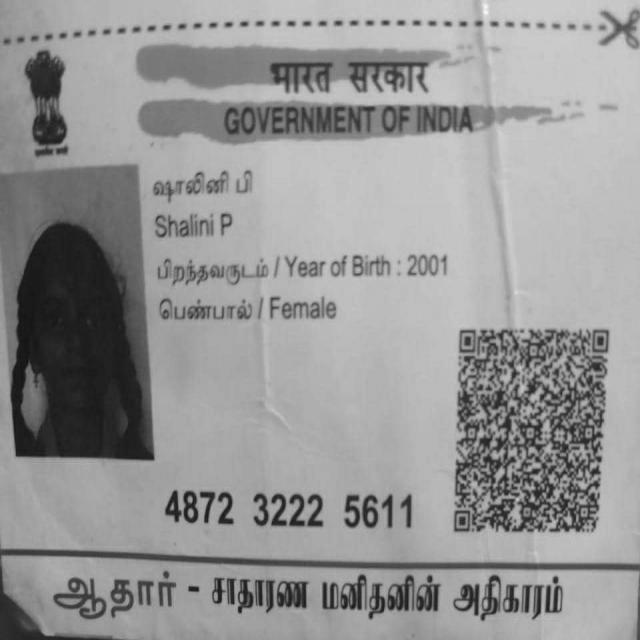 भारत सरकार
GOVERNMENT OF INDIA
ஷாலினி பி
Shalini P
பிறந்தவருடம் / Year of Birth : 2001
பெண்பால் / Female
4872 3222 5611
ஆதார் - சாதாரண மனிதனின் அதிகாரம்